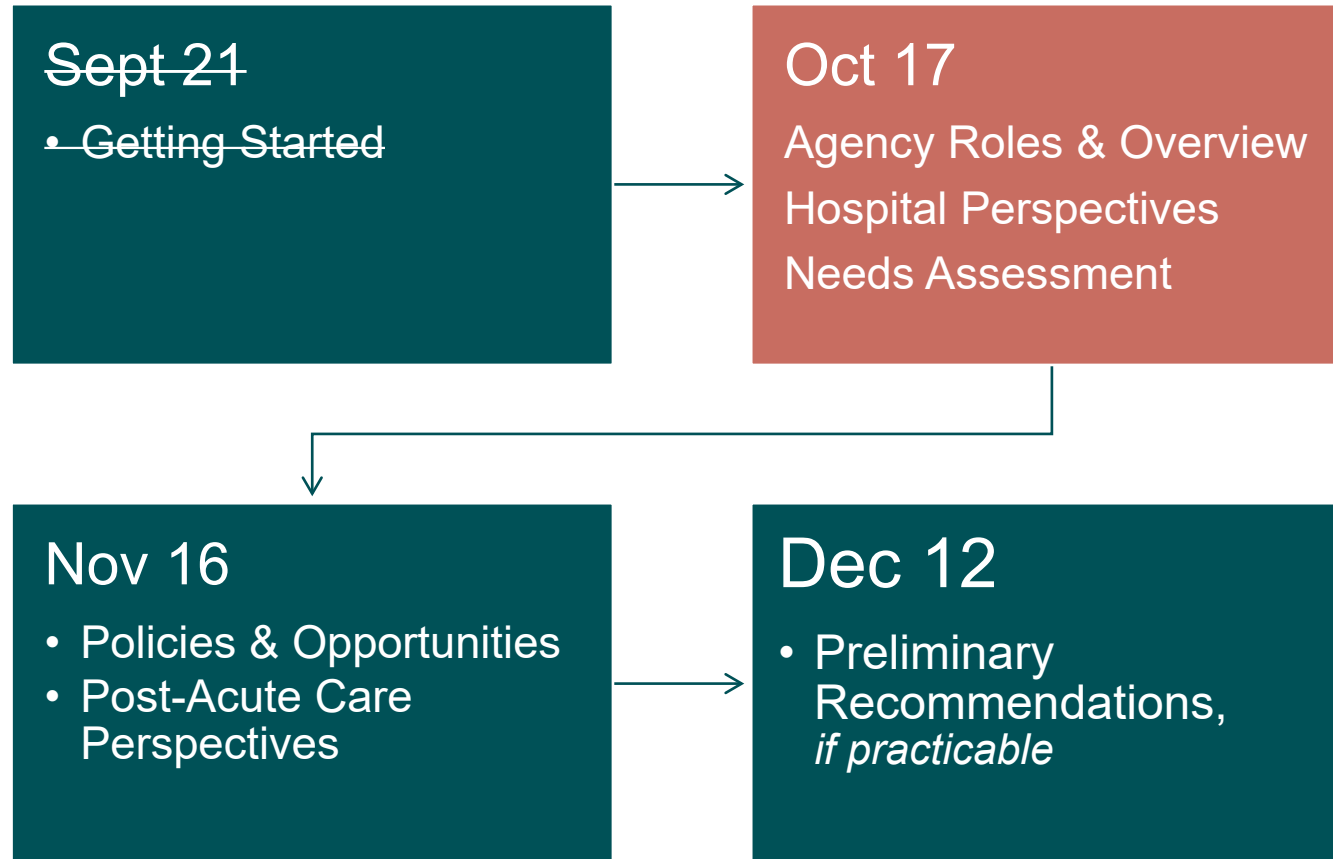 Sept 21
• Getting Started
Oct 17
Agency Roles & Overview
Hospital Perspectives
Needs Assessment
Nov 16
• Policies & Opportunities
• Post-Acute Care
Perspectives
Dec 12
• Preliminary
Recommendations,
if practicable